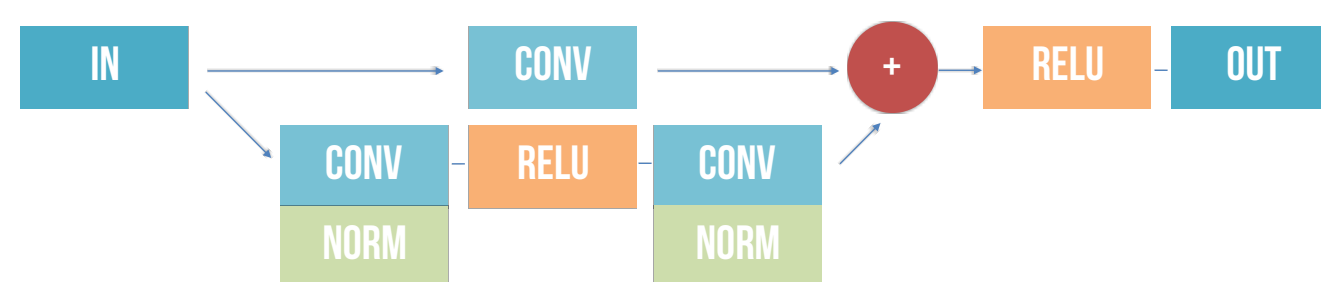 IN
CONV
+
RELU
OUT
CONV
RELU
CONV
NORM
NORM